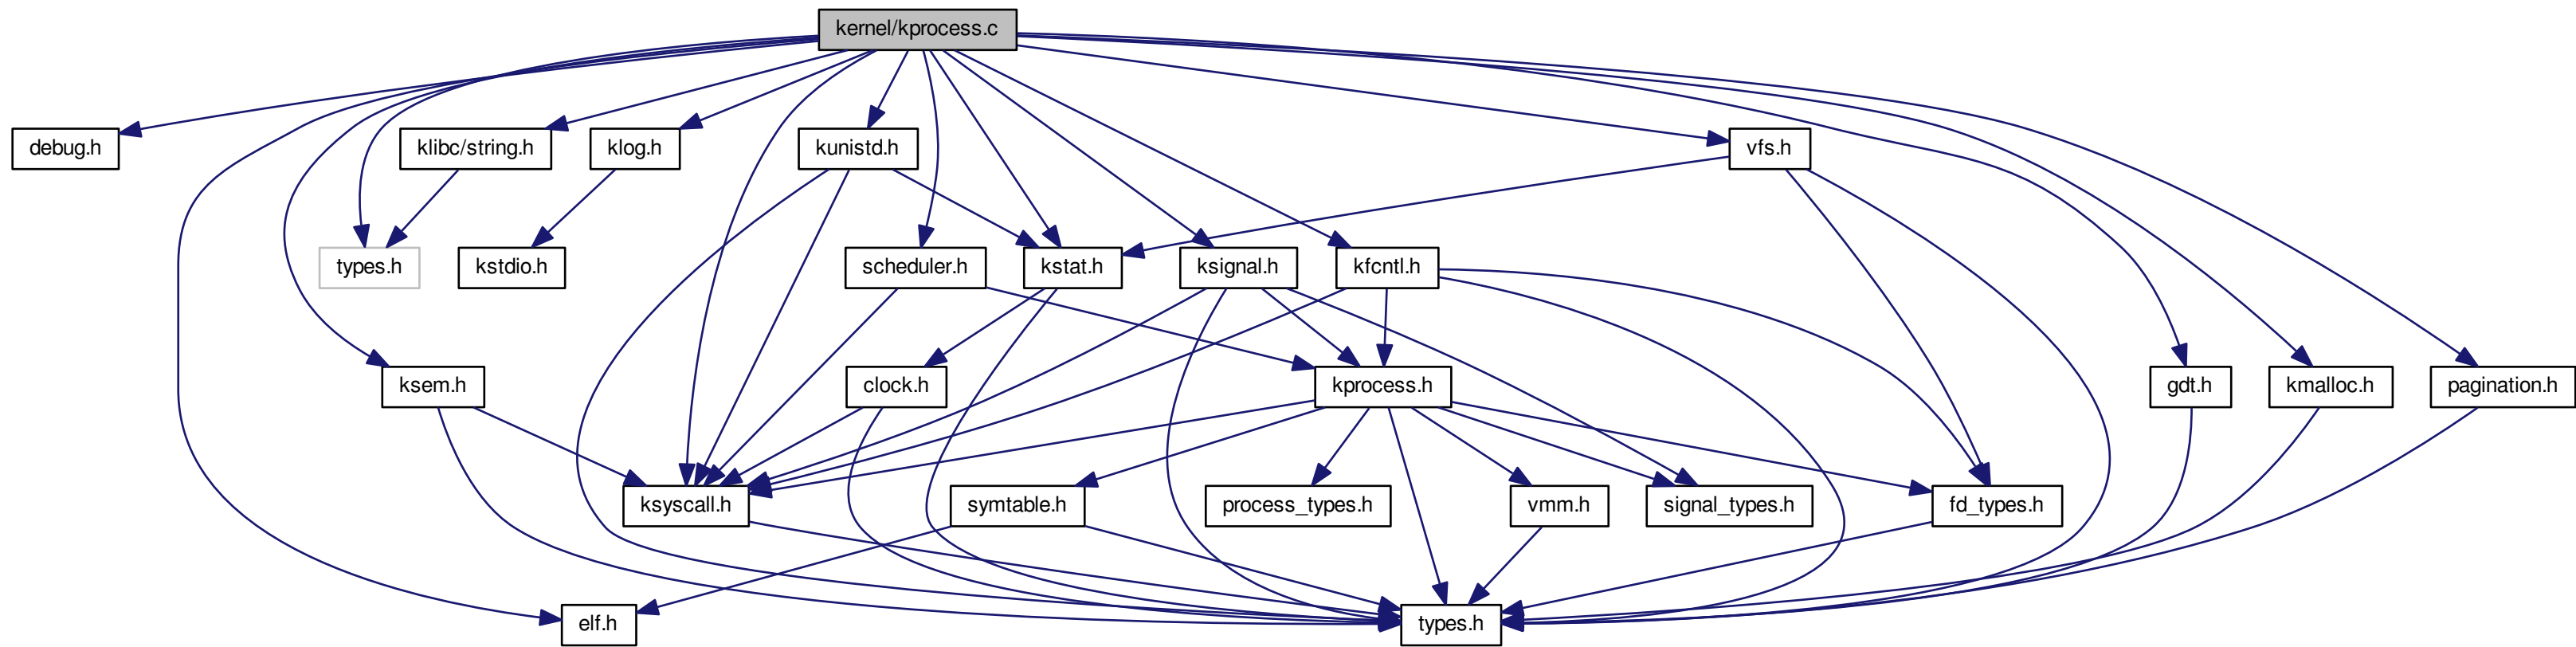 kernel/kprocess.c
debug.h
klibc/string.h
klog.h
kunistd.h
vfs.h
types.h
kstdio.h
scheduler.h
kstat.h
ksignal.h
kfcntl.h
ksem.h
clock.h
kprocess.h
gdt.h
kmalloc.h
pagination.h
ksyscall.h
symtable.h
process_types.h
vmm.h
signal_types.h
fd_types.h
elf.h
types.h